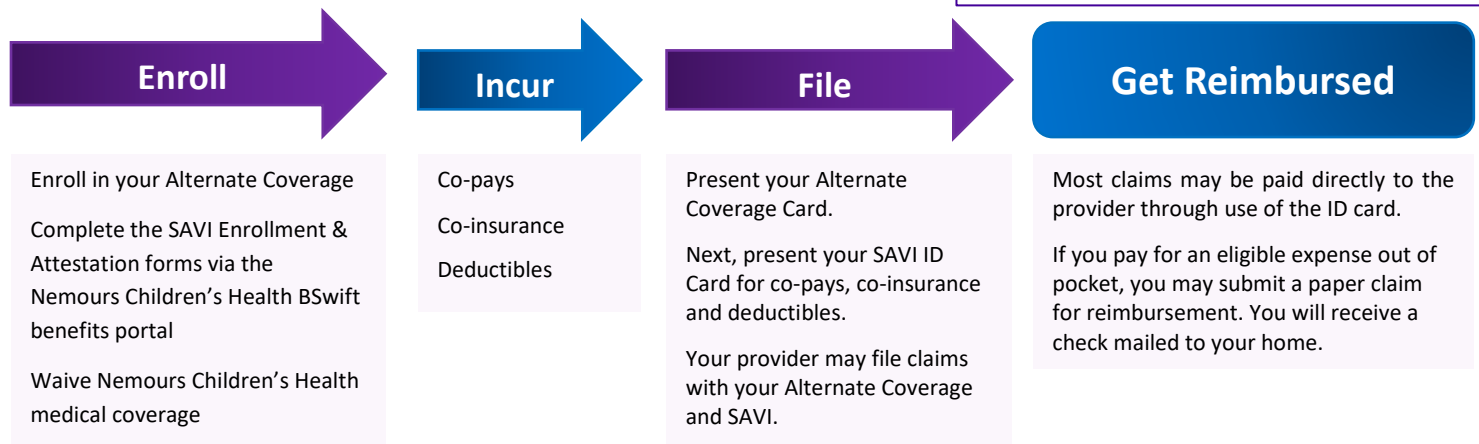 Enroll
Enroll in your Alternate Coverage
Complete the SAVI Enrollment &
Attestation forms via the
Nemours Children’s Health BSwift
benefits portal
Waive Nemours Children’s Health
medical coverage
Incur
Co-pays
Co-insurance
Deductibles
File
Present your Alternate
Coverage Card.
Next, present your SAVI ID
Card for co-pays, co-insurance
and deductibles.
Your provider may file claims
with your Alternate Coverage
and SAVI.
Get Reimbursed
Most claims may be paid directly to the
provider through use of the ID card.
If you pay for an eligible expense out of
pocket, you may submit a paper claim
for reimbursement. You will receive a
check mailed to your home.